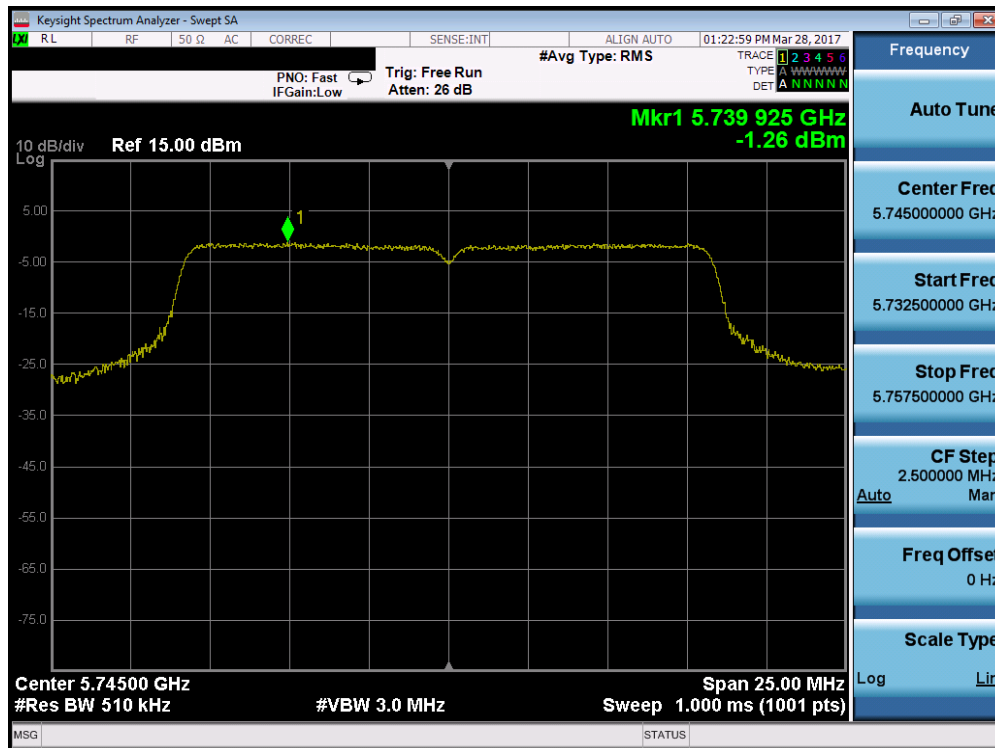 Keysight Spectrum Analyzer - Swept SA
LXI RL RF 50 Ω AC CORREC SENSE:INT ALIGN AUTO 01:22:59 PM Mar 28, 2017
#Avg Type: RMS TRACE 1 2 3 4 5 6
PNO: Fast Trig: Free Run TYPE A WWWWW
IFGain:Low Atten: 26 dB DET A N N N N N
Mkr1 5.739 925 GHz
-1.26 dBm
10 dB/div Ref 15.00 dBm
Log
1
5.00
-5.00
-15.0
-25.0
-35.0
-45.0
-55.0
-65.0
-75.0
Center 5.74500 GHz Span 25.00 MHz
#Res BW 510 kHz #VBW 3.0 MHz Sweep 1.000 ms (1001 pts)
MSG STATUS
Frequency
Auto Tune
Center Freq
5.745000000 GHz
Start Freq
5.732500000 GHz
Stop Freq
5.757500000 GHz
CF Step
2.500000 MHz
Auto Man
Freq Offset
0 Hz
Scale Type
Log Lin